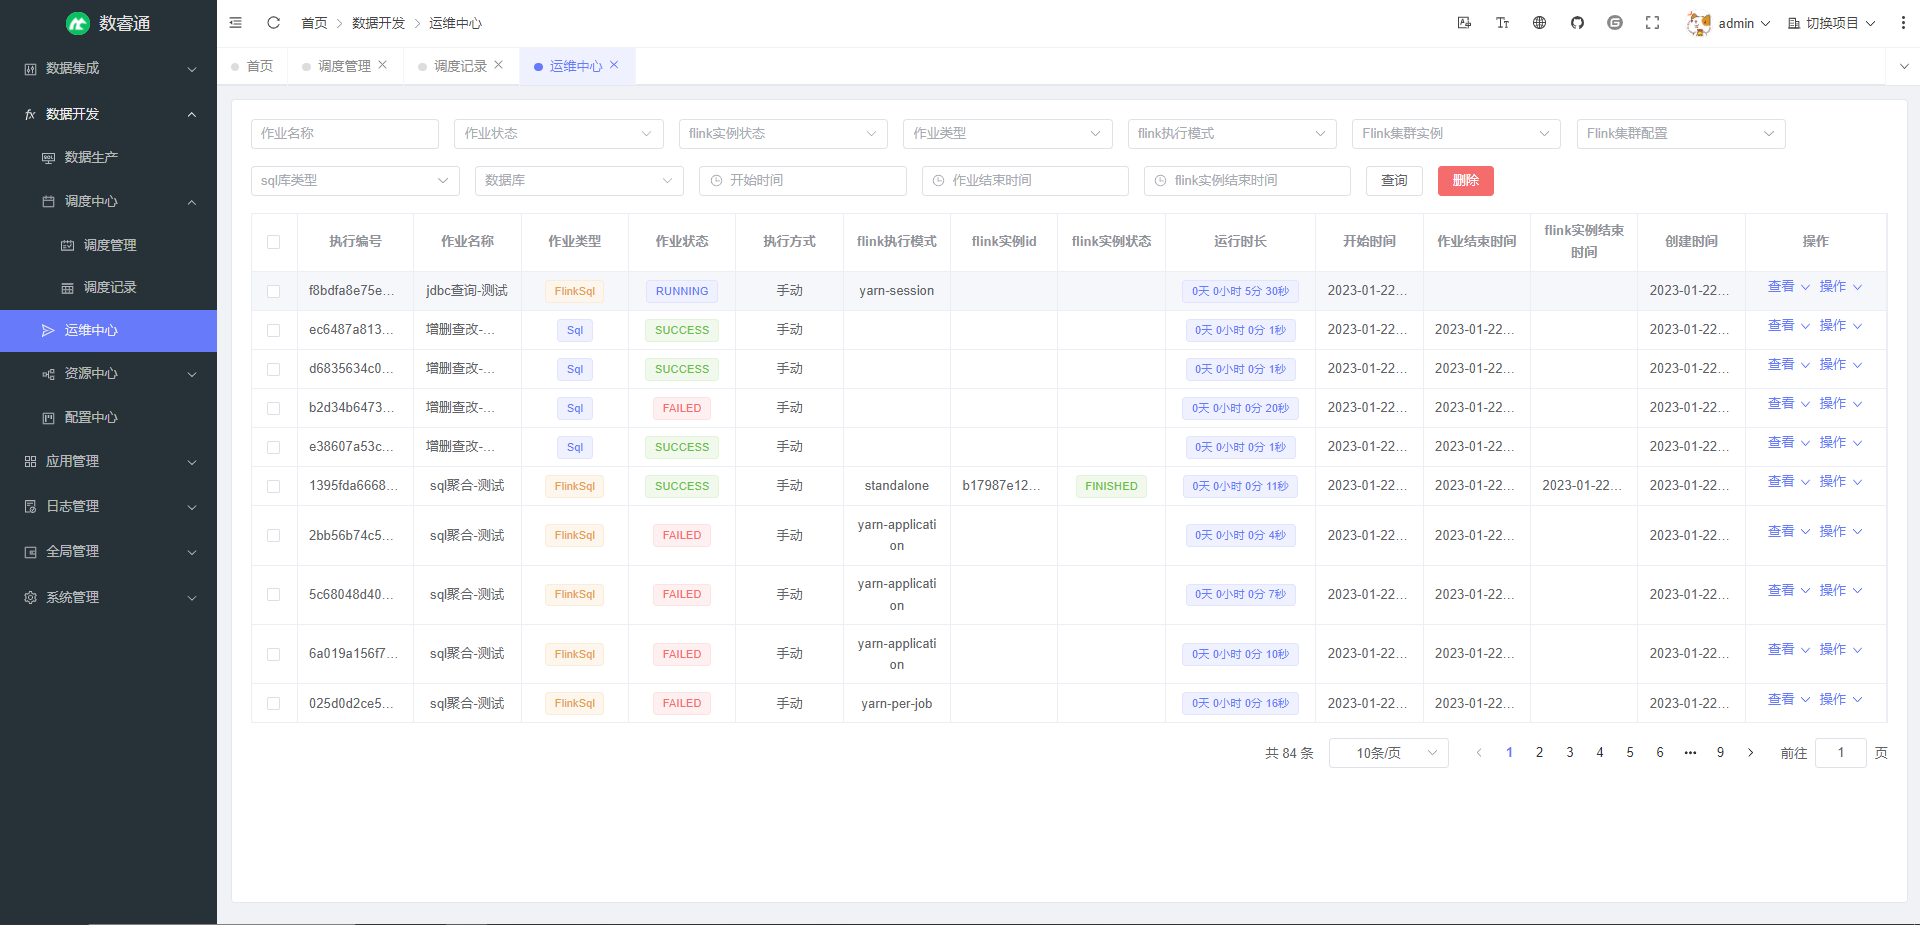 数睿通
首页 > 数据开发 > 运维中心
admin
切换项目
首页
调度管理
调度记录
运维中心
数据集成
数据开发
数据生产
调度中心
调度管理
调度记录
运维中心
资源中心
配置中心
应用管理
日志管理
全局管理
系统管理
作业名称 作业状态 flink实例状态 作业类型 flink执行模式 Flink集群实例 Flink集群配置
sql库类型 数据库 开始时间 作业结束时间 flink实例结束时间 查询 删除
执行编号 作业名称 作业类型 作业状态 执行方式 flink执行模式 flink实例id flink实例状态 运行时长 开始时间 作业结束时间 flink实例结束时间 创建时间 操作
f8bdfa8e75e... jdbc查询-测试 FlinkSql RUNNING 手动 yarn-session 0天 0小时 5分 30秒 2023-01-22... 2023-01-22... 查看 操作
ec6487a813... 增删查改-... Sql SUCCESS 手动 0天 0小时 0分 1秒 2023-01-22... 2023-01-22... 2023-01-22... 查看 操作
d6835634c0... 增删查改-... Sql SUCCESS 手动 0天 0小时 0分 1秒 2023-01-22... 2023-01-22... 2023-01-22... 查看 操作
b2d34b6473... 增删查改-... Sql FAILED 手动 0天 0小时 0分 20秒 2023-01-22... 2023-01-22... 2023-01-22... 查看 操作
e38607a53c... 增删查改-... Sql SUCCESS 手动 0天 0小时 0分 1秒 2023-01-22... 2023-01-22... 2023-01-22... 查看 操作
1395fda6668... sql聚合-测试 FlinkSql SUCCESS 手动 standalone b17987e12... FINISHED 0天 0小时 0分 11秒 2023-01-22... 2023-01-22... 2023-01-22... 2023-01-22... 查看 操作
2bb56b74c5... sql聚合-测试 FlinkSql FAILED 手动 yarn-application 0天 0小时 0分 4秒 2023-01-22... 2023-01-22... 2023-01-22... 查看 操作
5c68048d40... sql聚合-测试 FlinkSql FAILED 手动 yarn-application 0天 0小时 0分 7秒 2023-01-22... 2023-01-22... 2023-01-22... 查看 操作
6a019a156f7... sql聚合-测试 FlinkSql FAILED 手动 yarn-application 0天 0小时 0分 10秒 2023-01-22... 2023-01-22... 2023-01-22... 查看 操作
025d0d2ce5... sql聚合-测试 FlinkSql FAILED 手动 yarn-per-job 0天 0小时 0分 16秒 2023-01-22... 2023-01-22... 2023-01-22... 查看 操作
共 84 条 10条/页 1 2 3 4 5 6 ••• 9 前往 1 页